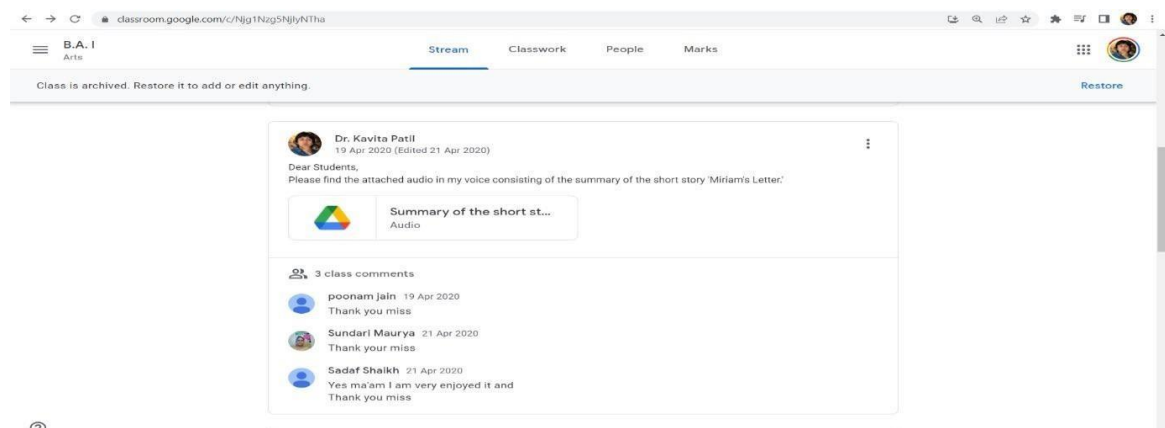 classroom.google.com/c/Njg1Nzg5NjIyNTha
B.A. I
Arts
Stream Classwork People Marks
Class is archived. Restore it to add or edit anything.
Restore
Dr. Kavita Patil
19 Apr 2020 (Edited 21 Apr 2020)
Dear Students,
Please find the attached audio in my voice consisting of the summary of the short story 'Miriam's Letter.'
Summary of the short st...
Audio
3 class comments
poonam jain 19 Apr 2020
Thank you miss
Sundari Maurya 21 Apr 2020
Thank your miss
Sadaf Shaikh 21 Apr 2020
Yes ma'am I am very enjoyed it and
Thank you miss